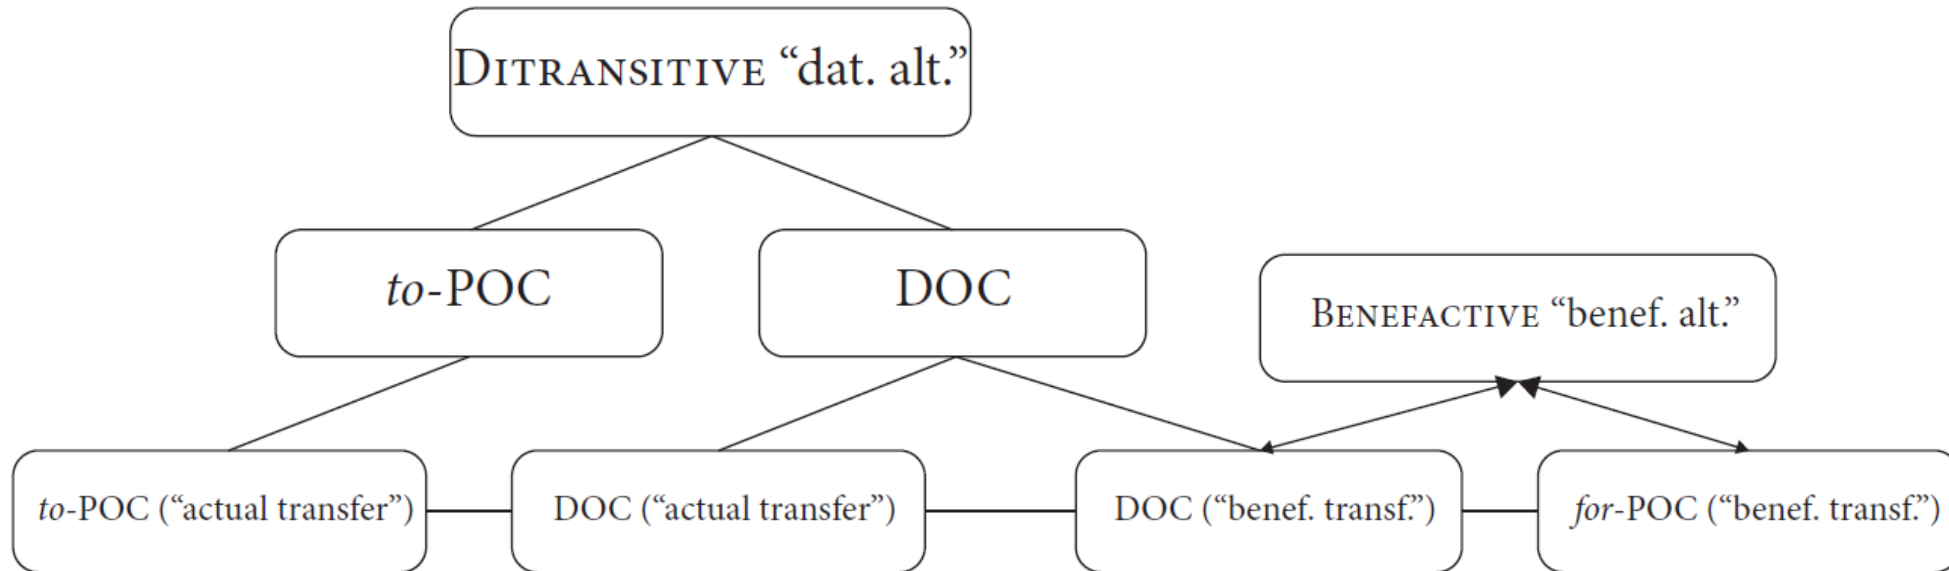 DITRANSITIVE “dat. alt.”
to-POC
DOC
BENEFACTIVE “benef. alt.”
to-POC (“actual transfer”)
DOC (“actual transfer”)
DOC (“benef. transf.”)
for-POC (“benef. transf.”)